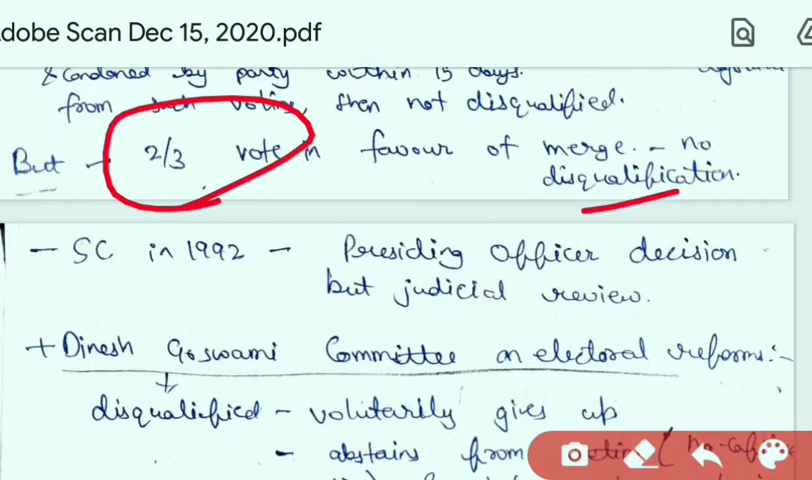 dobe Scan Dec 15, 2020.pdf
& Condoned by party within 15 days.
from such voting, then not disqualified.
But - 2/3 vote in favour of merge. - no
disqualification.
- SC in 1992 - Presiding Officer decision
but judicial review.
+ Dinesh Goswami Committee on electoral reforms:-
disqualified - volutarily gives up
- abstains from